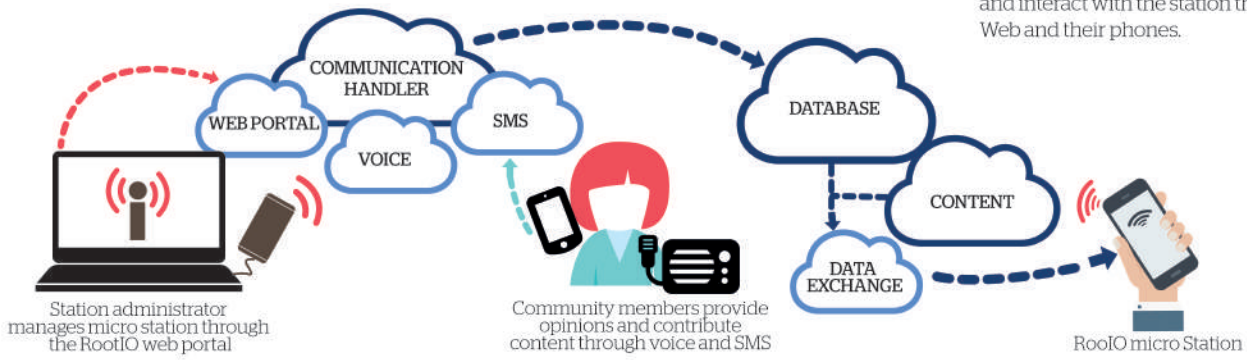 and interact with the station th
Web and their phones.
COMMUNICATION
HANDLER
WEB PORTAL
SMS
VOICE
DATABASE
CONTENT
DATA
EXCHANGE
Station administrator
manages micro station through
the RootIO web portal
Community members provide
opinions and contribute
content through voice and SMS
RooIO micro Station